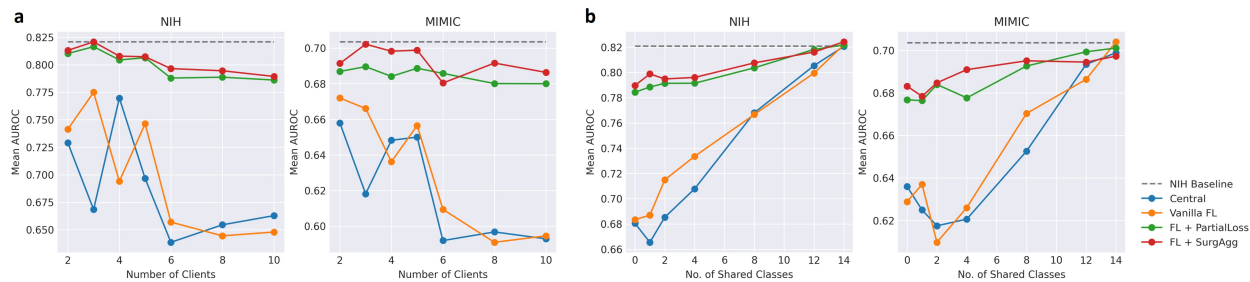 a
NIH
Mean AUROC
0.825
0.800
0.775
0.750
0.725
0.700
0.675
0.650
2 4 6 8 10
Number of Clients
MIMIC
Mean AUROC
0.70
0.68
0.66
0.64
0.62
0.60
2 4 6 8 10
Number of Clients
b
NIH
Mean AUROC
0.82
0.80
0.78
0.76
0.74
0.72
0.70
0.68
0.66
0 2 4 6 8 10 12 14
No. of Shared Classes
MIMIC
Mean AUROC
0.70
0.68
0.66
0.64
0.62
0 2 4 6 8 10 12 14
No. of Shared Classes
NIH Baseline
Central
Vanilla FL
FL + PartialLoss
FL + SurgAgg